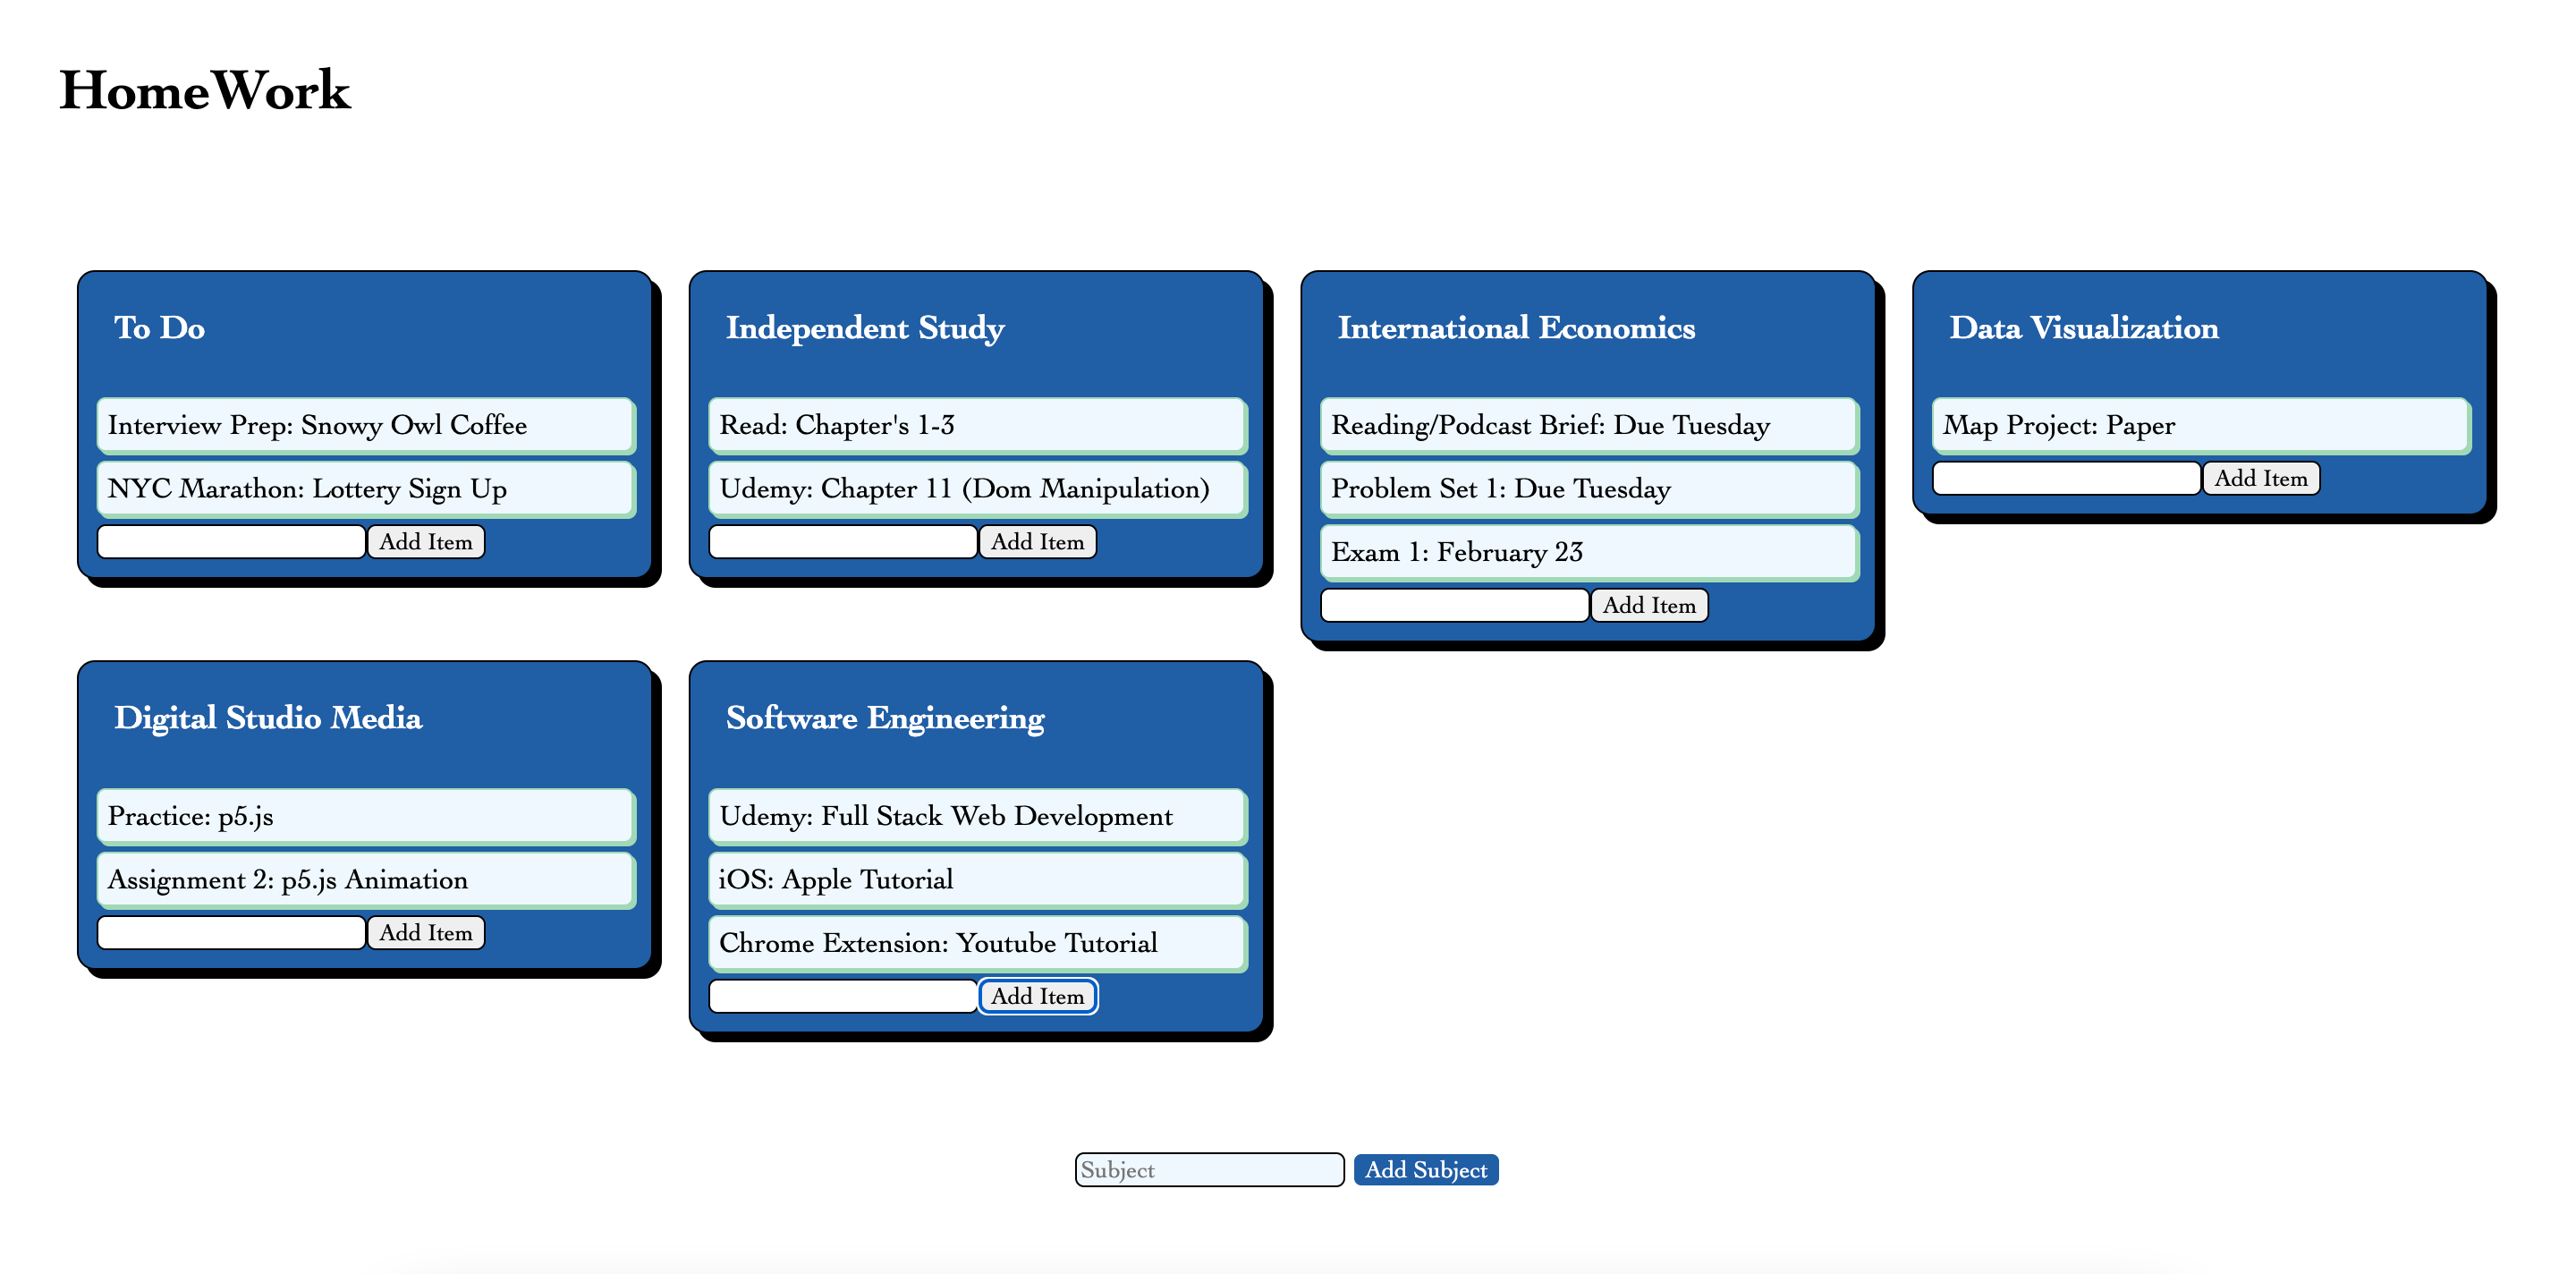 HomeWork
To Do
Interview Prep: Snowy Owl Coffee
NYC Marathon: Lottery Sign Up
Add Item
Independent Study
Read: Chapter's 1-3
Udemy: Chapter 11 (Dom Manipulation)
Add Item
International Economics
Reading/Podcast Brief: Due Tuesday
Problem Set 1: Due Tuesday
Exam 1: February 23
Add Item
Data Visualization
Map Project: Paper
Add Item
Digital Studio Media
Practice: p5.js
Assignment 2: p5.js Animation
Add Item
Software Engineering
Udemy: Full Stack Web Development
iOS: Apple Tutorial
Chrome Extension: Youtube Tutorial
Add Item
Subject Add Subject